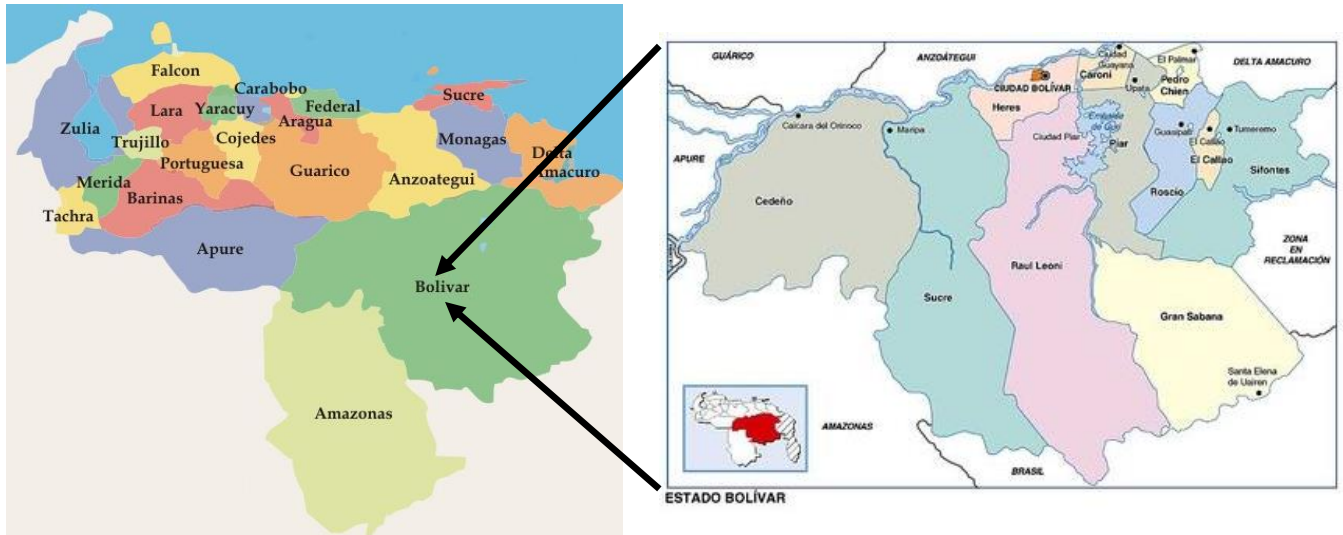 Falcon
Carabobo
Lara
Yaracuy
Federal
Sucre
Aragua
Zulia
Trujillo
Cojedes
Monagas
Portuguesa
Guarico
Delta
Amacuro
Merida
Anzoategui
Barinas
Tachra
Apure
Bolivar
Amazonas
GUÁRICO
ANZOÁTEGUI
DELTA AMACURO
Ciudad
Guayana
El Palmar
CIUDAD BOLÍVAR
Caroni
Upata
Pedro
Chien
Heres
Caicara del Orinoco
Maripa
Ciudad Piar
Embalse
de Guri
Piar
Guasipati
El Callao
Tumeremo
El Callao
APURE
Sifontes
Cedeño
Roscio
ZONA
EN
RECLAMACIÓN
Raul Leoni
Sucre
Gran Sabana
Santa Elena
de Uairen
AMAZONAS
BRASIL
ESTADO BOLÍVAR